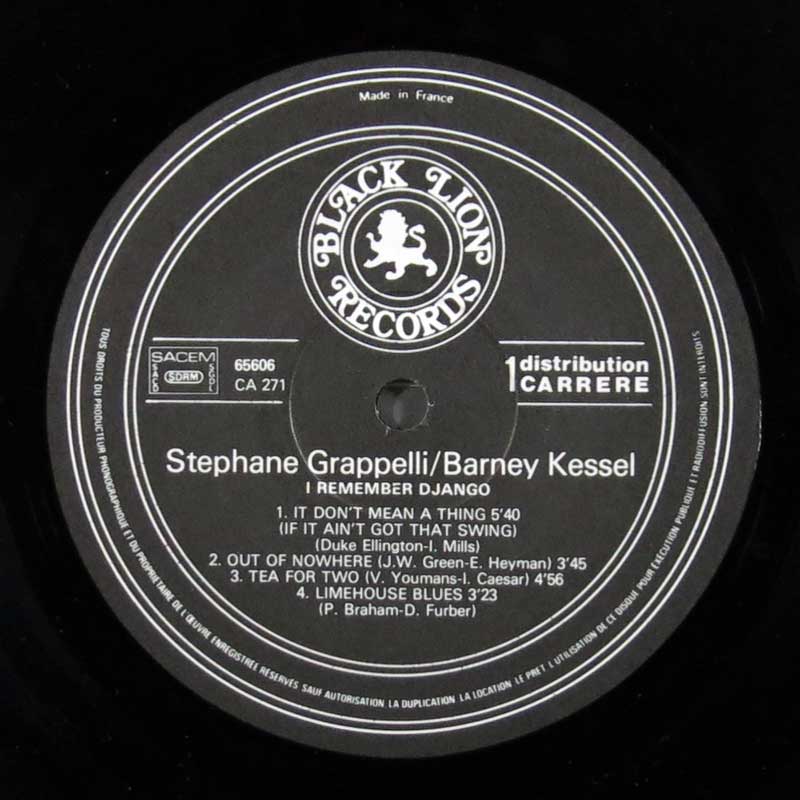 Made in France
BLACK LION
RECORDS
SACEM
SACD
SDRM
SGDL
65606
CA 271
1
distribution
CARRERE
Stephane Grappelli/Barney Kessel
I REMEMBER DJANGO
1. IT DON'T MEAN A THING 5'40
(IF IT AIN'T GOT THAT SWING)
(Duke Ellington-I. Mills)
2. OUT OF NOWHERE (J.W. Green-E. Heyman) 3'45
3. TEA FOR TWO (V. Youmans-I. Caesar) 4'56
4. LIMEHOUSE BLUES 3'23
(P. Braham-D. Furber)
TOUS DROITS DU PRODUCTEUR PHONOGRAPHIQUE ET DU PROPRIETAIRE DE L'ŒUVRE ENREGISTREE RESERVES SAUF AUTORISATION LA DUPLICATION LA LOCATION LE PRET L'UTILISATION DE CE DISQUE POUR EXECUTION PUBLIQUE ET RADIODIFFUSION SONT INTERDITS